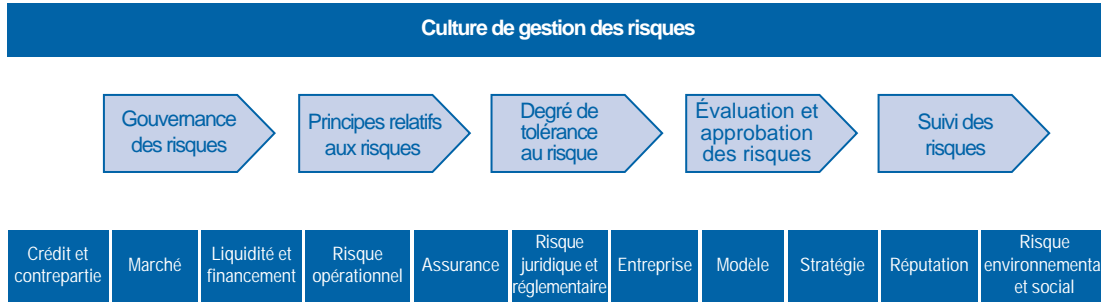 Culture de gestion des risques
Gouvernance
des risques
Principes relatifs
aux risques
Degré de
tolérance
au risque
Évaluation et
approbation
des risques
Suivi des
risques
Crédit et
contrepartie
Marché
Liquidité et
financement
Risque
opérationnel
Assurance
Risque
juridique et
réglementaire
Entreprise
Modèle
Stratégie
Réputation
Risque
environnementa
et social